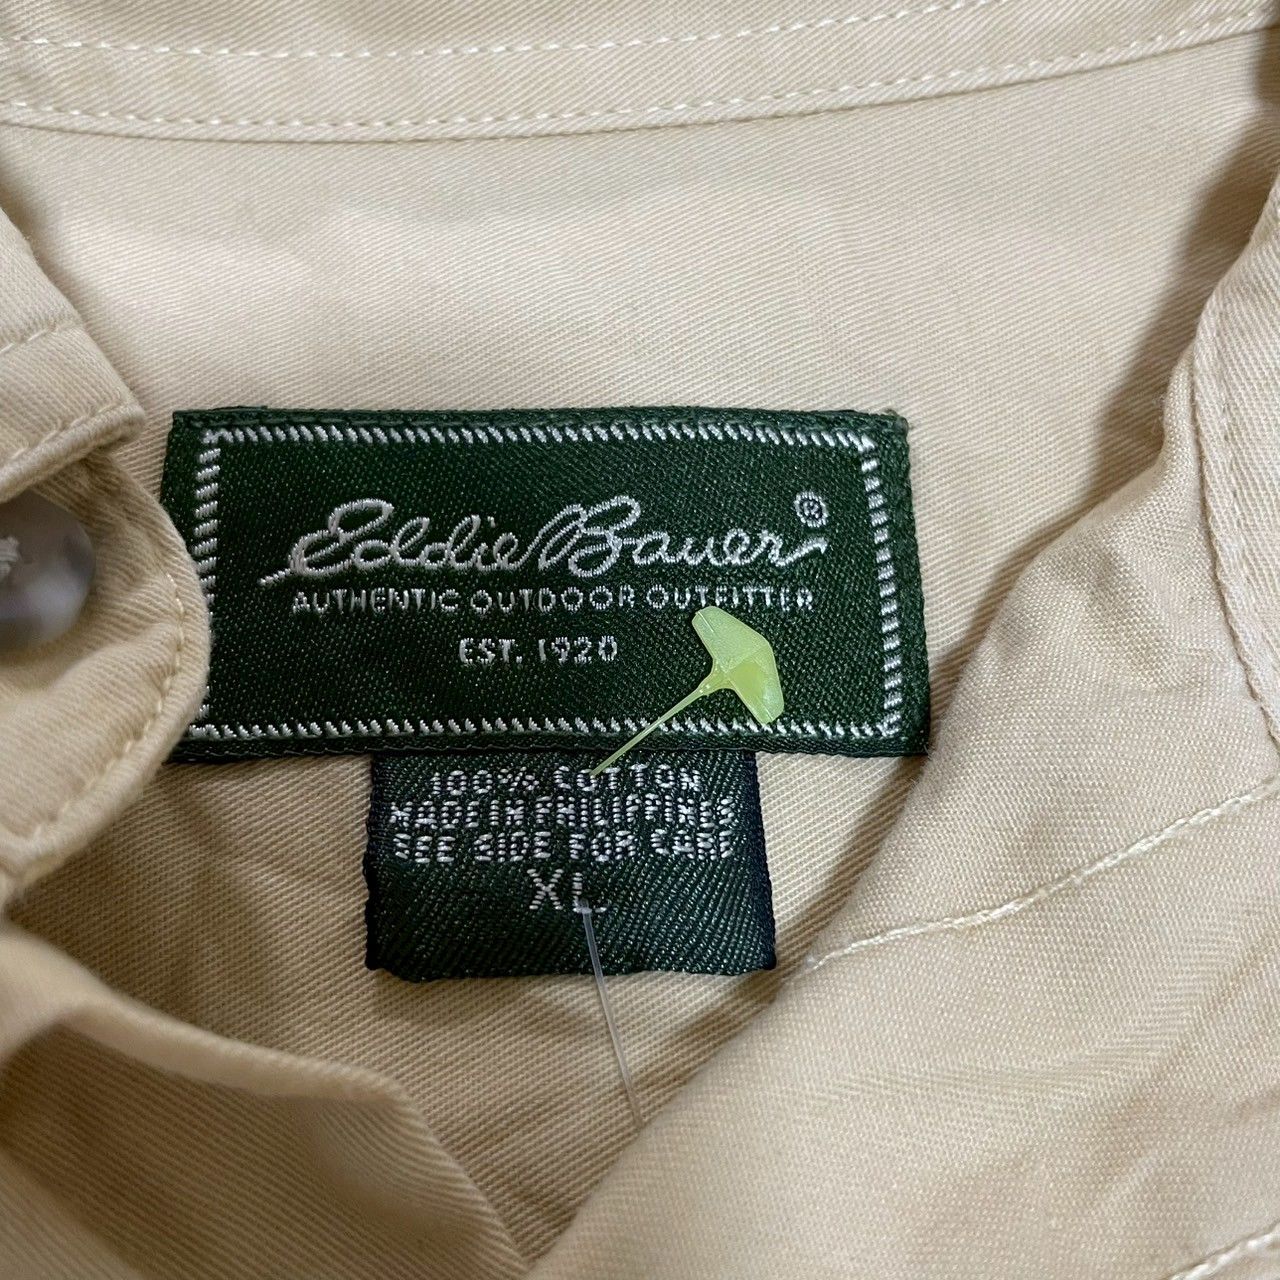 Eddie Bauer®
AUTHENTIC OUTDOOR OUTFITTER
EST. 1920
100% COTTON
MADE IN PHILIPPINES
SEE SIDE FOR CARE
XL